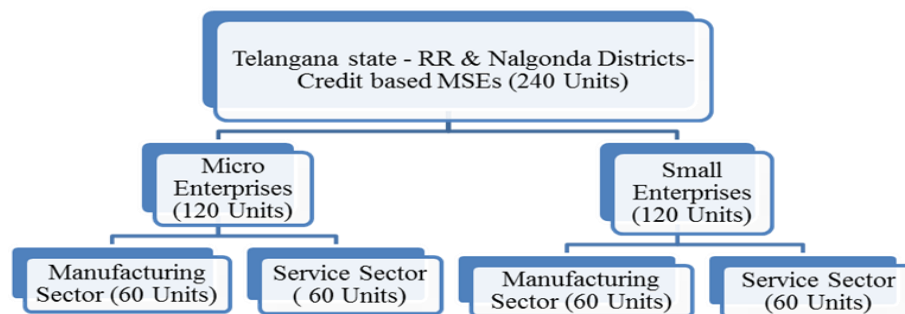 Telangana state - RR & Nalgonda Districts-
Credit based MSEs (240 Units)
Micro
Enterprises
(120 Units)
Small
Enterprises
(120 Units)
Manufacturing
Sector (60 Units)
Service Sector
( 60 Units)
Manufacturing
Sector (60 Units)
Service Sector
(60 Units)